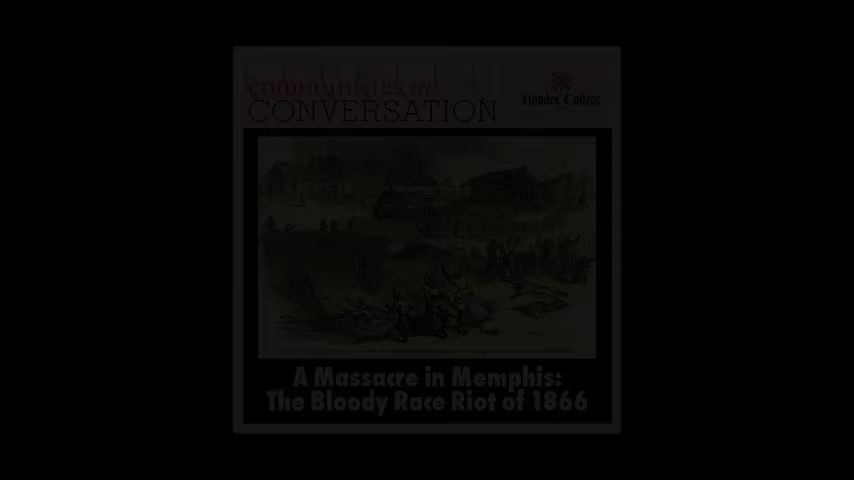 communities in
CONVERSATION
Rhodes College
A Massacre in Memphis:
The Bloody Race Riot of 1866